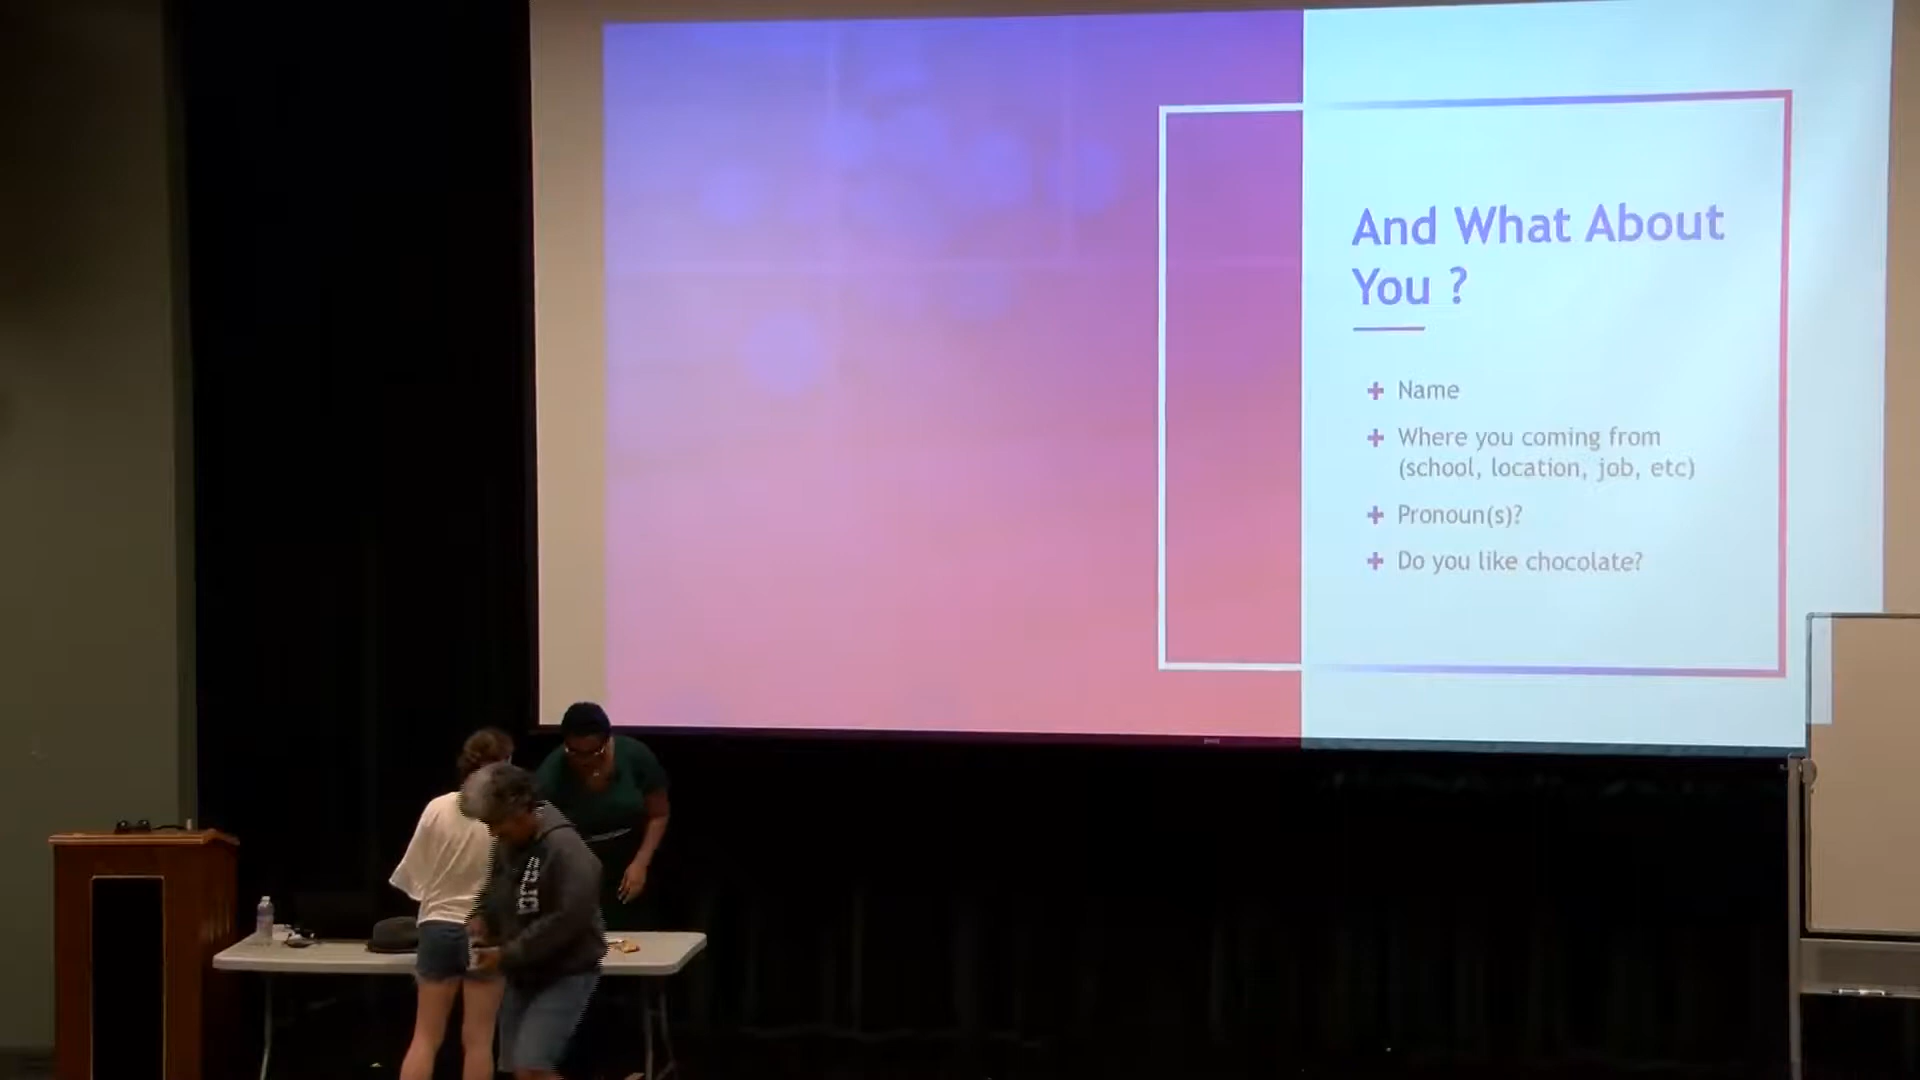 And What About
You ?
Name
Where you coming from
(school, location, job, etc)
Pronoun(s)?
Do you like chocolate?